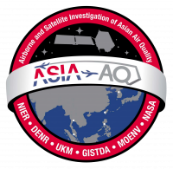 Airborne and Satellite Investigation of Asian Air Quality
ASIA-AQ
NIER • DENR • UKM • GISTDA • MOENV • NASA